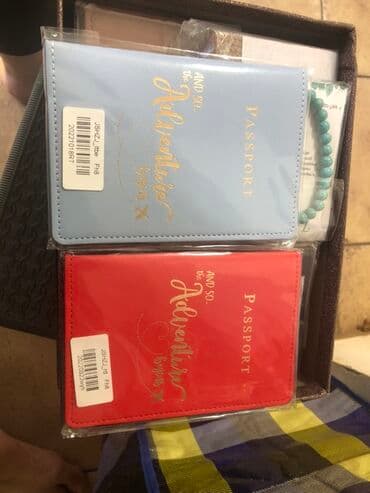 PASSPORT
AND SO
the
Adventure
begins
PASSPORT
AND SO
the
Adventure
begins